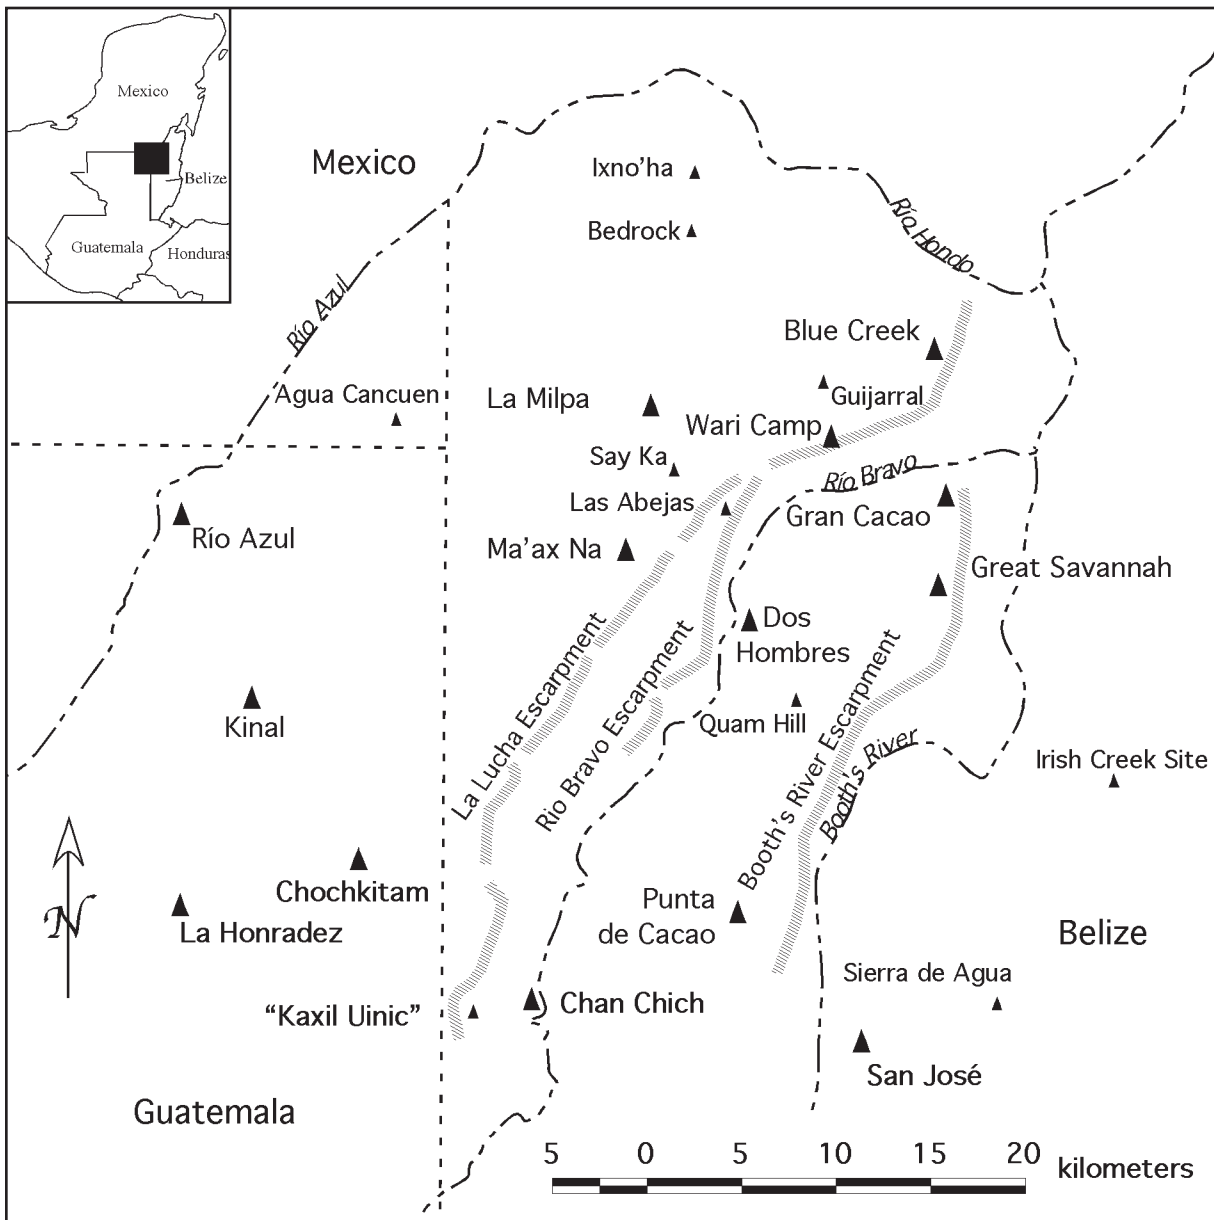 Mexico
Belize
Guatemala
Honduras
Mexico
Ixno'ha
Bedrock
Río Hondo
Río Azul
Blue Creek
Agua Cancuen
La Milpa
Guijarral
Wari Camp
Say Ka
Río Bravo
Las Abejas
Gran Cacao
Río Azul
Ma'ax Na
Great Savannah
Dos
Hombres
La Lucha Escarpment
Rio Bravo Escarpment
Booth's River Escarpment
Kinal
Quam Hill
Booth's River
Irish Creek Site
Chochkitam
Punta
de Cacao
N
La Honradez
Belize
Sierra de Agua
"Kaxil Uinic"
Chan Chich
San José
Guatemala
5 0 5 10 15 20
kilometers